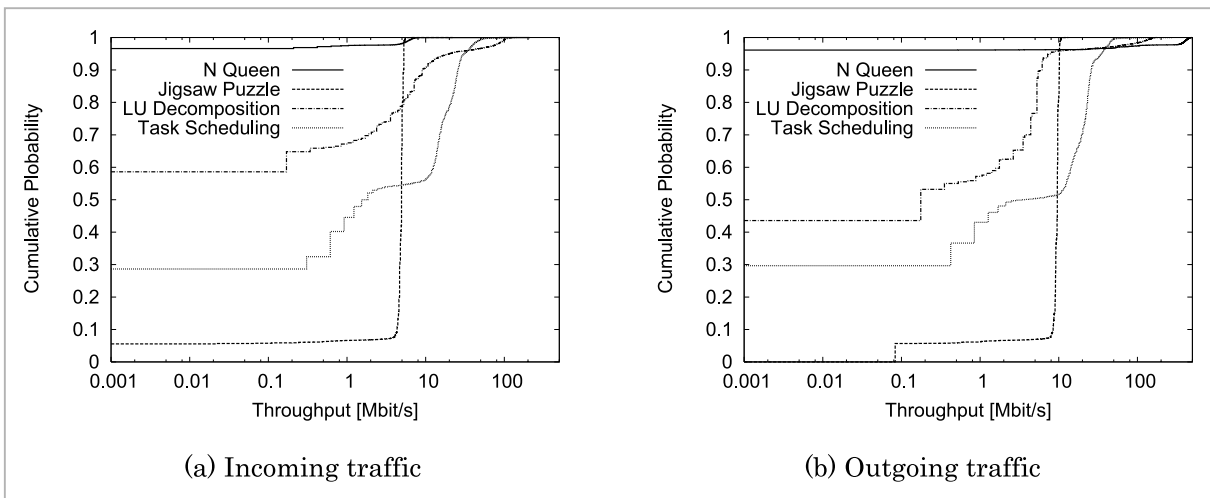 1
0.9
0.8
0.7
0.6
0.5
0.4
0.3
0.2
0.1
0
Cumulative Plobability
N Queen
Jigsaw Puzzle
LU Decomposition
Task Scheduling
0.001 0.01 0.1 1 10 100
Throughput [Mbit/s]
(a) Incoming traffic
1
0.9
0.8
0.7
0.6
0.5
0.4
0.3
0.2
0.1
0
Cumulative Plobability
N Queen
Jigsaw Puzzle
LU Decomposition
Task Scheduling
0.001 0.01 0.1 1 10 100
Throughput [Mbit/s]
(b) Outgoing traffic